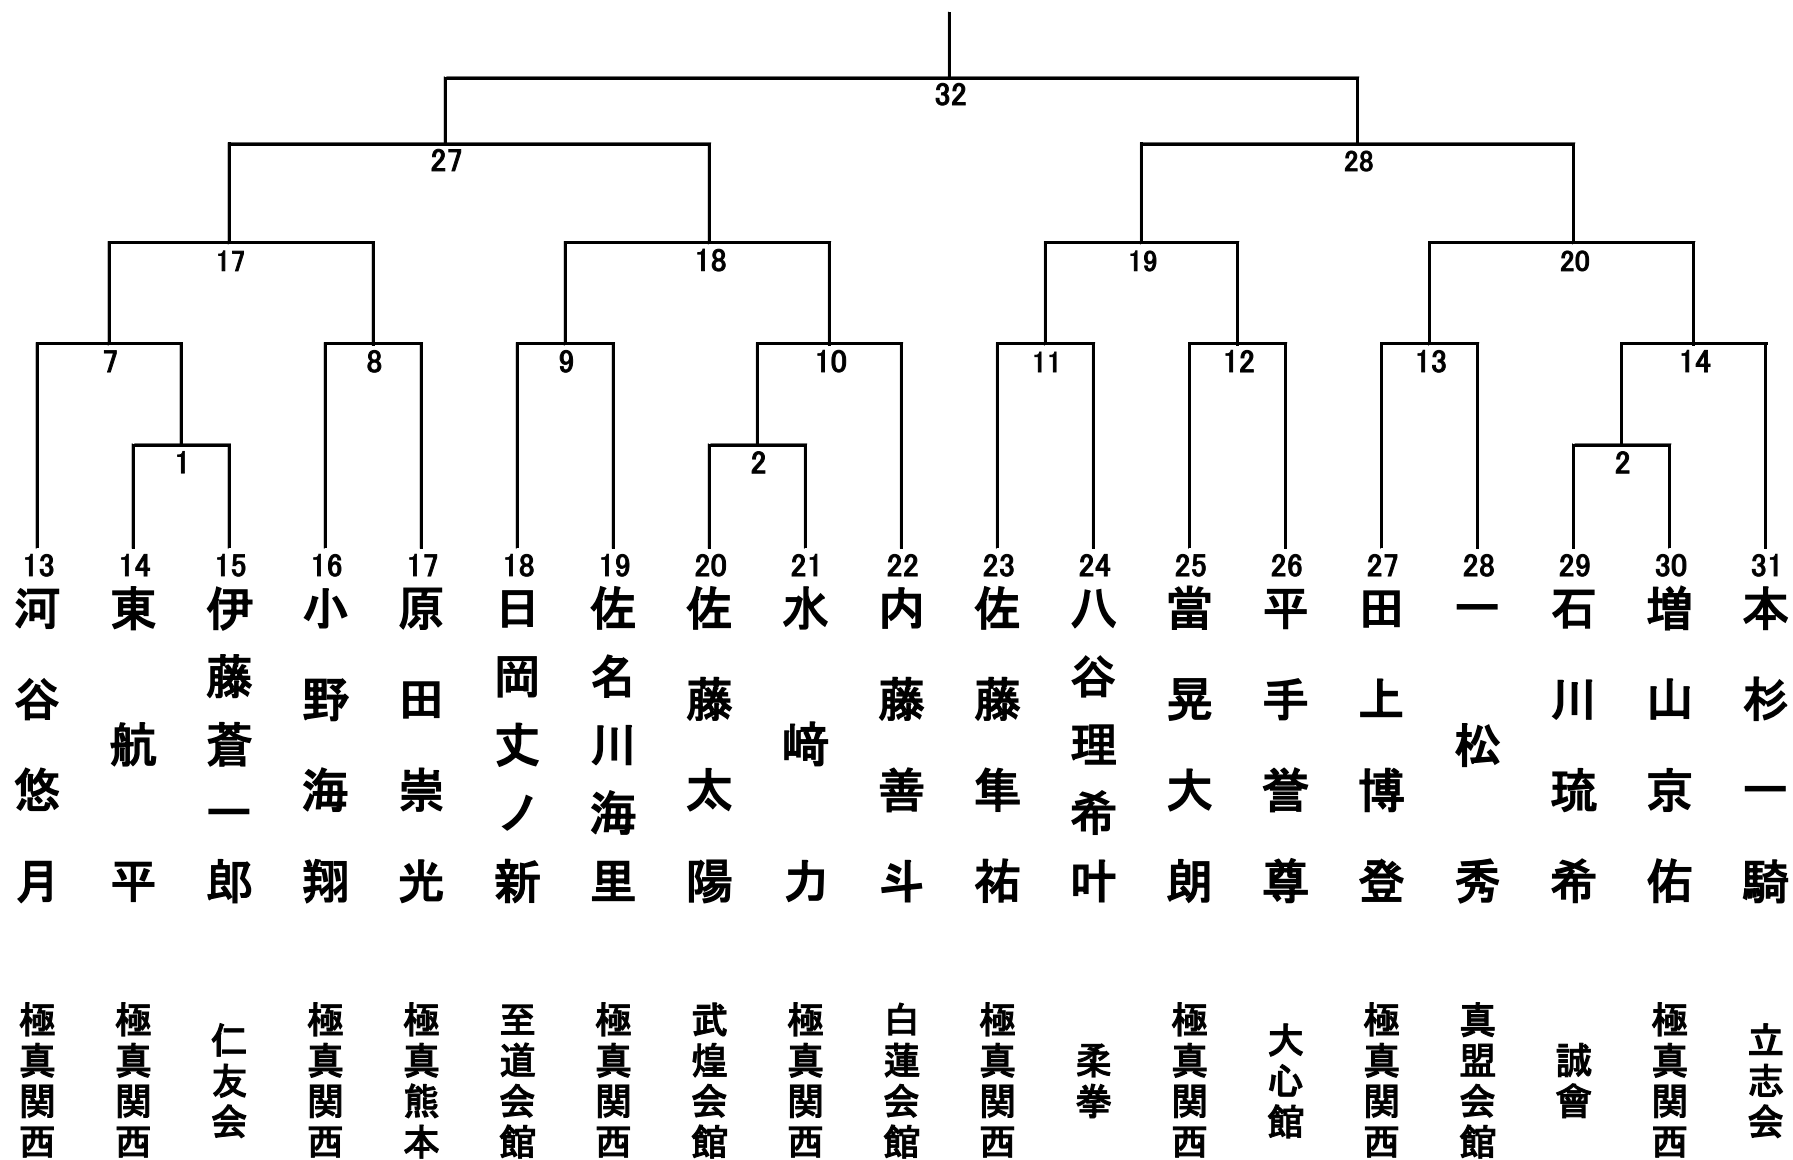 32
27
28
17
18
19
20
7
8
9
10
11
12
13
14
1
2
2
13
14
15
16
17
18
19
20
21
22
23
24
25
26
27
28
29
30
31
河谷悠月
東航平
伊藤蒼一郎
小野海翔
原田崇光
日岡丈ノ新
佐名川海里
佐藤太陽
水﨑力
内藤善斗
佐藤隼祐
八谷理希叶
當晃大朗
平手誉尊
田上博登
一松秀
石川琉希
増山京佑
本杉一騎
極真関西
極真関西
仁友会
極真関西
極真熊本
至道会館
極真関西
武煌会館
極真関西
白蓮会館
極真関西
柔拳
極真関西
大心館
極真関西
真盟会館
誠會
極真関西
立志会